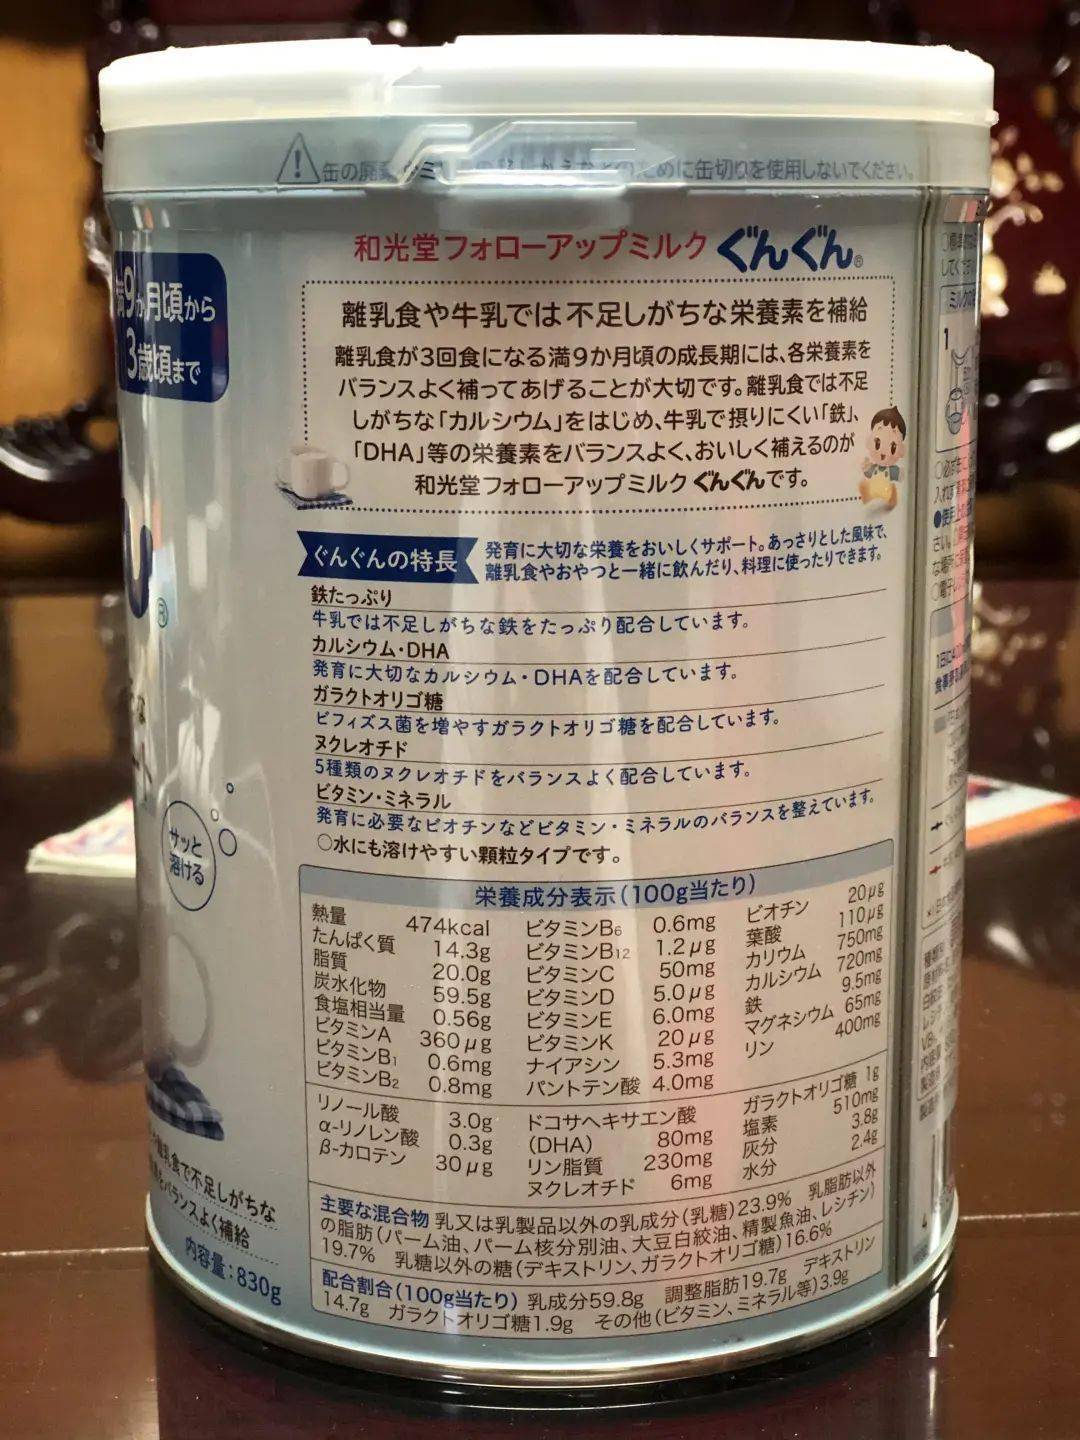 缶の廃
めに缶切りを使用しないでください。
和光堂フォローアップミルク ぐんぐん®
満9か月頃から
3歳頃まで
離乳食や牛乳では不足しがちな栄養素を補給
離乳食が3回食になる満9か月頃の成長期には、各栄養素を
バランスよく補ってあげることが大切です。離乳食では不足
しがちな「カルシウム」をはじめ、牛乳で摂りにくい「鉄」、
「DHA」等の栄養素をバランスよく、おいしく補えるのが
和光堂フォローアップミルク ぐんぐんです。
ぐんぐんの特長
発育に大切な栄養をおいしくサポート。あっさりとした風味で、
離乳食やおやつと一緒に飲んだり、料理に使ったりできます。
鉄たっぷり
牛乳では不足しがちな鉄をたっぷり配合しています。
カルシウム・DHA
発育に大切なカルシウム・DHAを配合しています。
ガラクトオリゴ糖
ビフィズス菌を増やすガラクトオリゴ糖を配合しています。
ヌクレオチド
5種類のヌクレオチドをバランスよく配合しています。
ビタミン・ミネラル
発育に必要なビオチンなどビタミン・ミネラルのバランスを整えています。
○水にも溶けやすい顆粒タイプです。
サッと
溶ける
栄養成分表示(100g当たり)
熱量 474kcal
たんぱく質 14.3g
脂質 20.0g
炭水化物 59.5g
食塩相当量 0.56g
ビタミンA 360μg
ビタミンB1 0.6mg
ビタミンB2 0.8mg
ビタミンB6 0.6mg
ビタミンB12 1.2μg
ビタミンC 50mg
ビタミンD 5.0μg
ビタミンE 6.0mg
ビタミンK 20μg
ナイアシン 5.3mg
パントテン酸 4.0mg
ビオチン 20μg
葉酸 110μg
カリウム 750mg
カルシウム 720mg
鉄 9.5mg
マグネシウム 65mg
リン 400mg
リノール酸 3.0g
α-リノレン酸 0.3g
β-カロテン 30μg
ドコサヘキサエン酸
(DHA) 80mg
リン脂質 230mg
ヌクレオチド 6mg
ガラクトオリゴ糖 1g
塩素 510mg
灰分 3.8g
水分 2.4g
主要な混合物 乳又は乳製品以外の乳成分(乳糖)23.9% 乳脂肪以外
の脂肪(パーム油、パーム核分別油、大豆白絞油、精製魚油、レシチン)
19.7% 乳糖以外の糖(デキストリン、ガラクトオリゴ糖)16.6%
配合割合(100g当たり) 乳成分59.8g 調整脂肪19.7g デキストリン
14.7g ガラクトオリゴ糖1.9g その他(ビタミン、ミネラル等)3.9g
離乳食で不足しがちな
バランスよく補給
内容量:830g